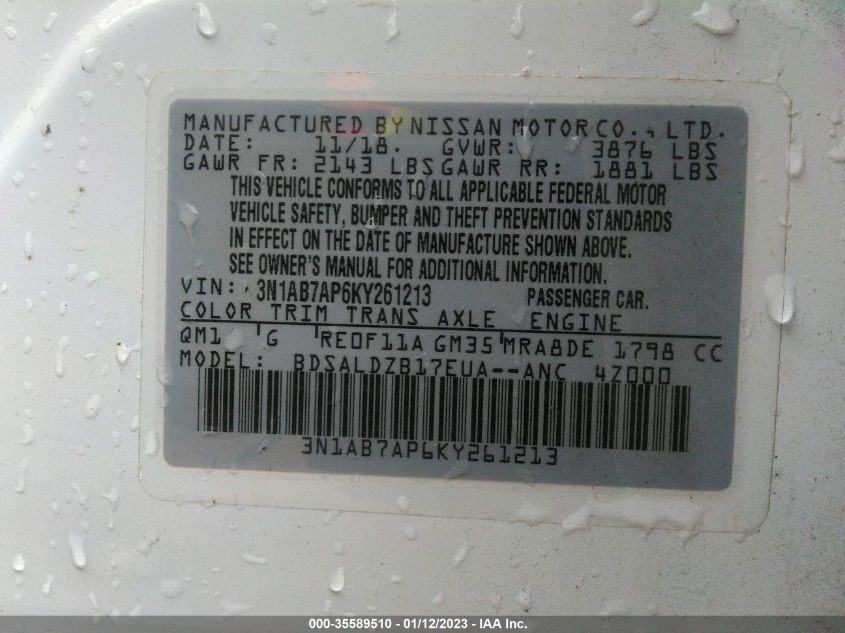 MANUFACTURED BY NISSAN MOTOR CO., LTD.
DATE: 11/18. GVWR: 3876 LBS
GAWR FR: 2143 LBS GAWR RR: 1881 LBS
THIS VEHICLE CONFORMS TO ALL APPLICABLE FEDERAL MOTOR
VEHICLE SAFETY, BUMPER AND THEFT PREVENTION STANDARDS
IN EFFECT ON THE DATE OF MANUFACTURE SHOWN ABOVE.
SEE OWNER'S MANUAL FOR ADDITIONAL INFORMATION.
VIN: 3N1AB7AP6KY261213 PASSENGER CAR.
COLOR TRIM TRANS AXLE ENGINE
QM1 G RE0F11A GM35 MRA8DE 1798 CC
MODEL: BDSALDZB17EUA--ANC 4Z000
3N1AB7AP6KY261213
000-35589510 - 01/12/2023 - IAA Inc.